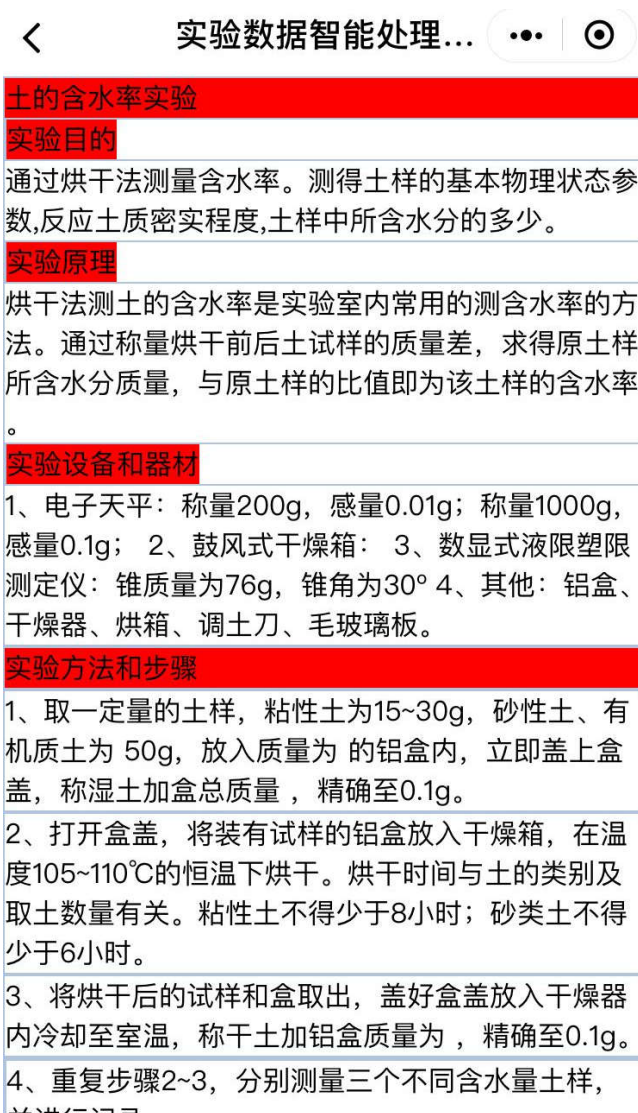 实验数据智能处理...
土的含水率实验
实验目的
通过烘干法测量含水率。测得土样的基本物理状态参
数,反应土质密实程度,土样中所含水分的多少。
实验原理
烘干法测土的含水率是实验室内常用的测含水率的方
法。通过称量烘干前后土试样的质量差，求得原土样
所含水分质量，与原土样的比值即为该土样的含水率
。
实验设备和器材
1、电子天平：称量200g，感量0.01g；称量1000g，
感量0.1g； 2、鼓风式干燥箱： 3、数显式液限塑限
测定仪：锥质量为76g，锥角为30° 4、其他：铝盒、
干燥器、烘箱、调土刀、毛玻璃板。
实验方法和步骤
1、取一定量的土样，粘性土为15~30g，砂性土、有
机质土为 50g，放入质量为 的铝盒内，立即盖上盒
盖，称湿土加盒总质量 ，精确至0.1g。
2、打开盒盖，将装有试样的铝盒放入干燥箱，在温
度105~110℃的恒温下烘干。烘干时间与土的类别及
取土数量有关。粘性土不得少于8小时；砂类土不得
少于6小时。
3、将烘干后的试样和盒取出，盖好盒盖放入干燥器
内冷却至室温，称干土加铝盒质量为 ，精确至0.1g。
4、重复步骤2~3，分别测量三个不同含水量土样，